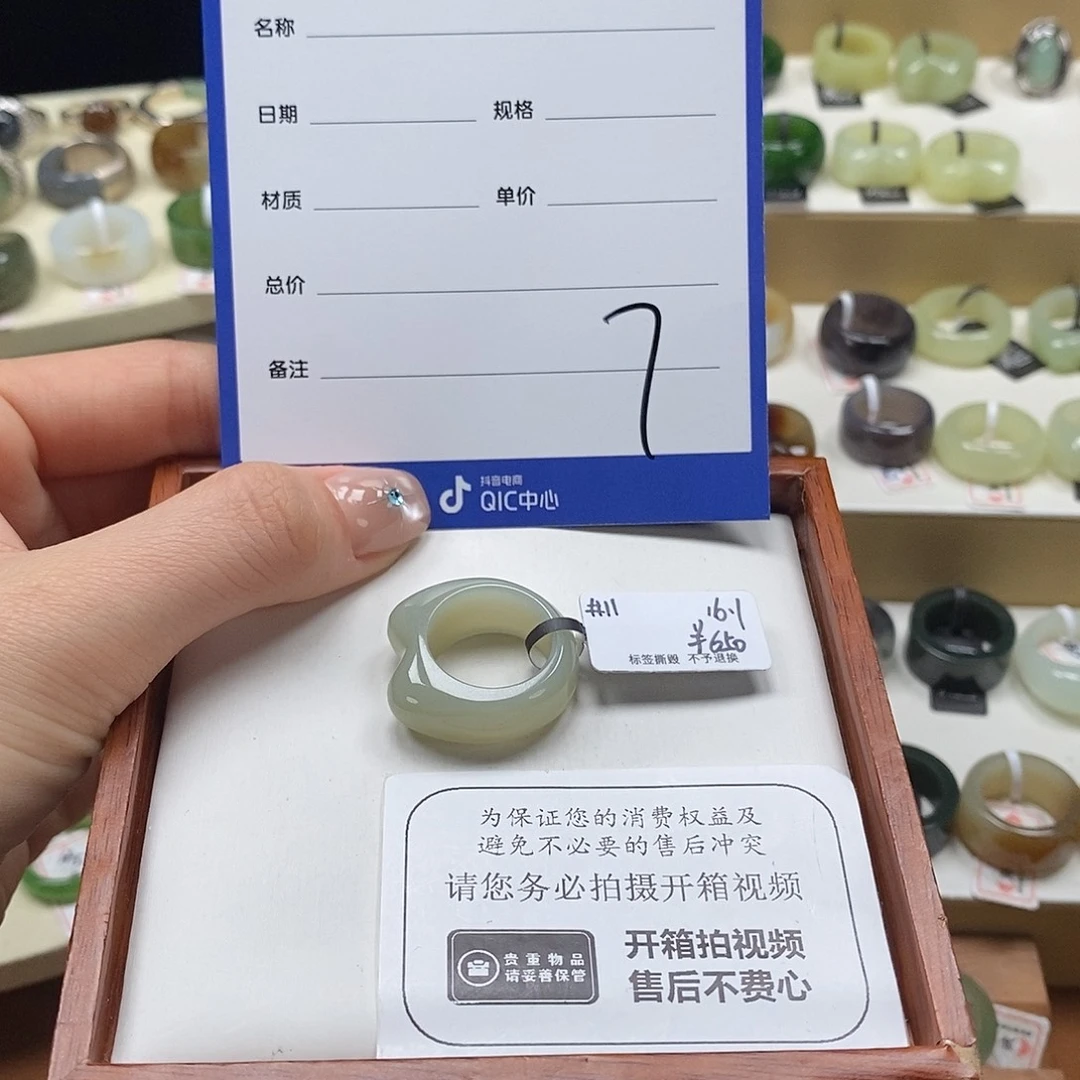 名称
日期 规格
材质 单价
总价
备注
7
抖音电商
QIC中心
#11 16.1
¥650
标签撕毁 不予退换
为保证您的消费权益及
避免不必要的售后冲突
请您务必拍摄开箱视频
贵重物品
请妥善保管
开箱拍视频
售后不费心